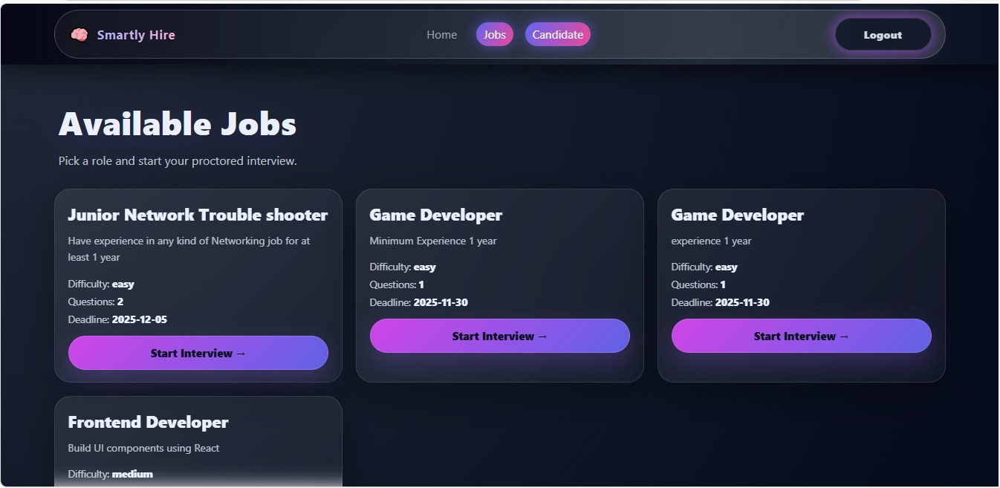 Smartly Hire
Home Jobs Candidate
Logout
Available Jobs
Pick a role and start your proctored interview.
Junior Network Trouble shooter
Have experience in any kind of Networking job for at
least 1 year
Difficulty: easy
Questions: 2
Deadline: 2025-12-05
Start Interview →
Game Developer
Minimum Experience 1 year
Difficulty: easy
Questions: 1
Deadline: 2025-11-30
Start Interview →
Game Developer
experience 1 year
Difficulty: easy
Questions: 1
Deadline: 2025-11-30
Start Interview →
Frontend Developer
Build UI components using React
Difficulty: medium